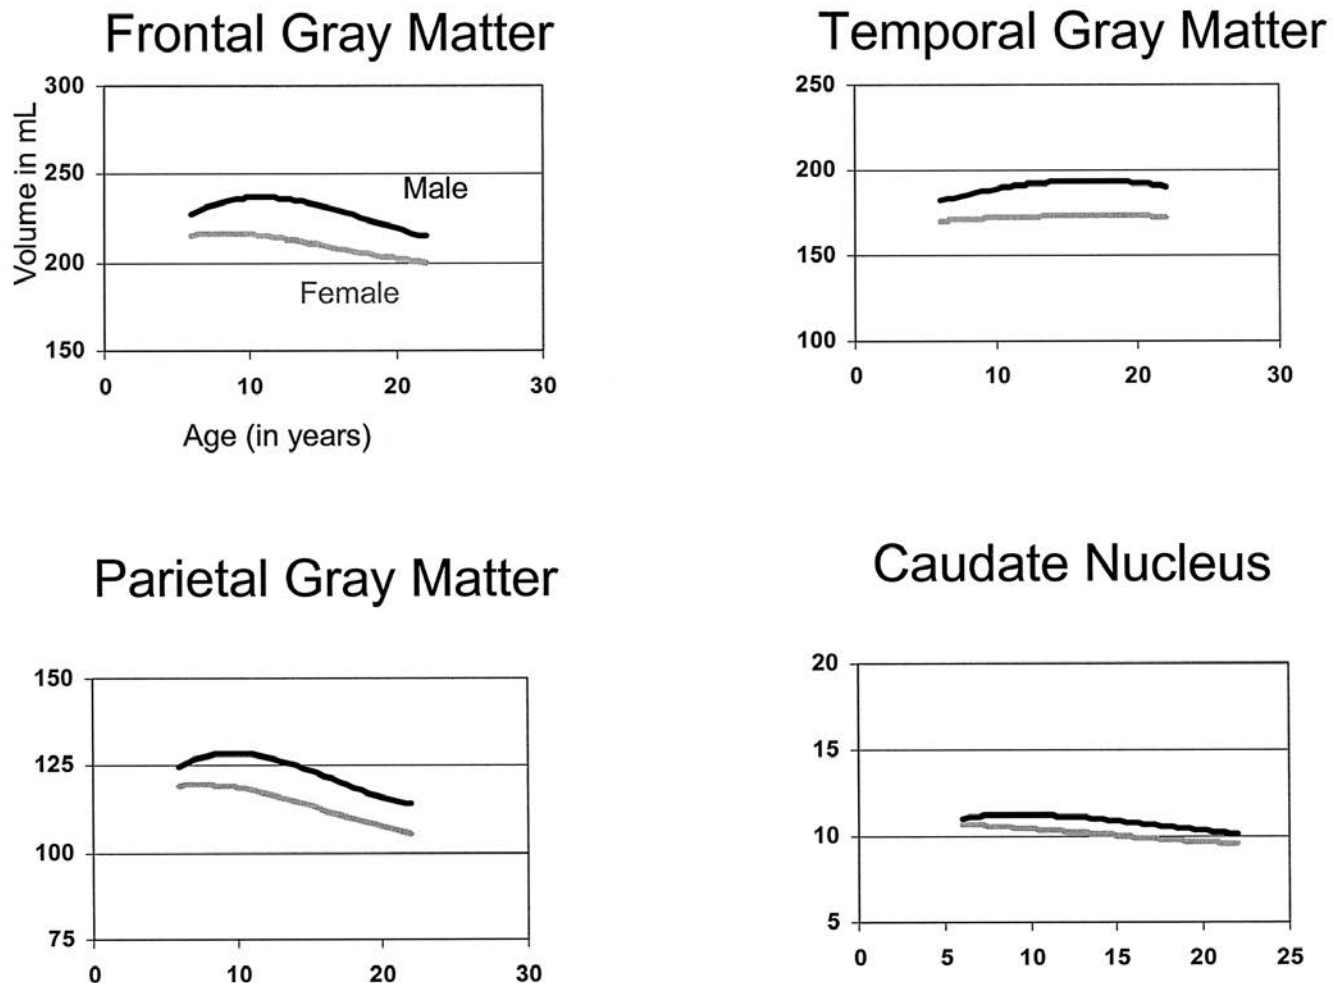 Frontal Gray Matter
Volume in mL
300
250
200
150
Male
Female
0 10 20 30
Age (in years)
Temporal Gray Matter
250
200
150
100
0 10 20 30
Parietal Gray Matter
150
125
100
75
0 10 20 30
Caudate Nucleus
20
15
10
5
0 5 10 15 20 25